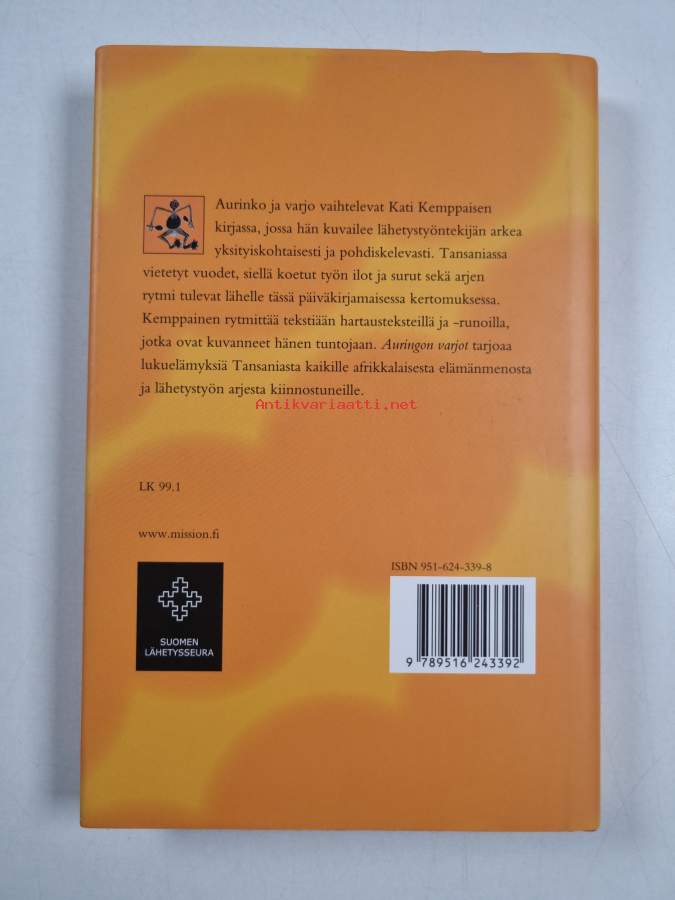 Aurinko ja varjo vaihtelevat Kati Kemppaisen
kirjassa, jossa hän kuvailee lähetystyöntekijän arkea
yksityiskohtaisesti ja pohdiskelevasti. Tansaniassa
vietetyt vuodet, siellä koetut työn ilot ja surut sekä arjen
rytmi tulevat lähelle tässä päiväkirjamaisessa kertomuksessa.
Kemppainen rytmittää tekstiään hartausteksteillä ja –runoilla,
jotka ovat kuvanneet hänen tuntojaan. Auringon varjot tarjoaa
lukuelämyksiä Tansaniasta kaikille afrikkalaisesta elämänmenosta
ja lähetystyön arjesta kiinnostuneille.
Antikvariaatti.net
LK 99.1
www.mission.fi
SUOMEN
LÄHETYSSEURA
ISBN 951-624-339-8
9 789516 243392